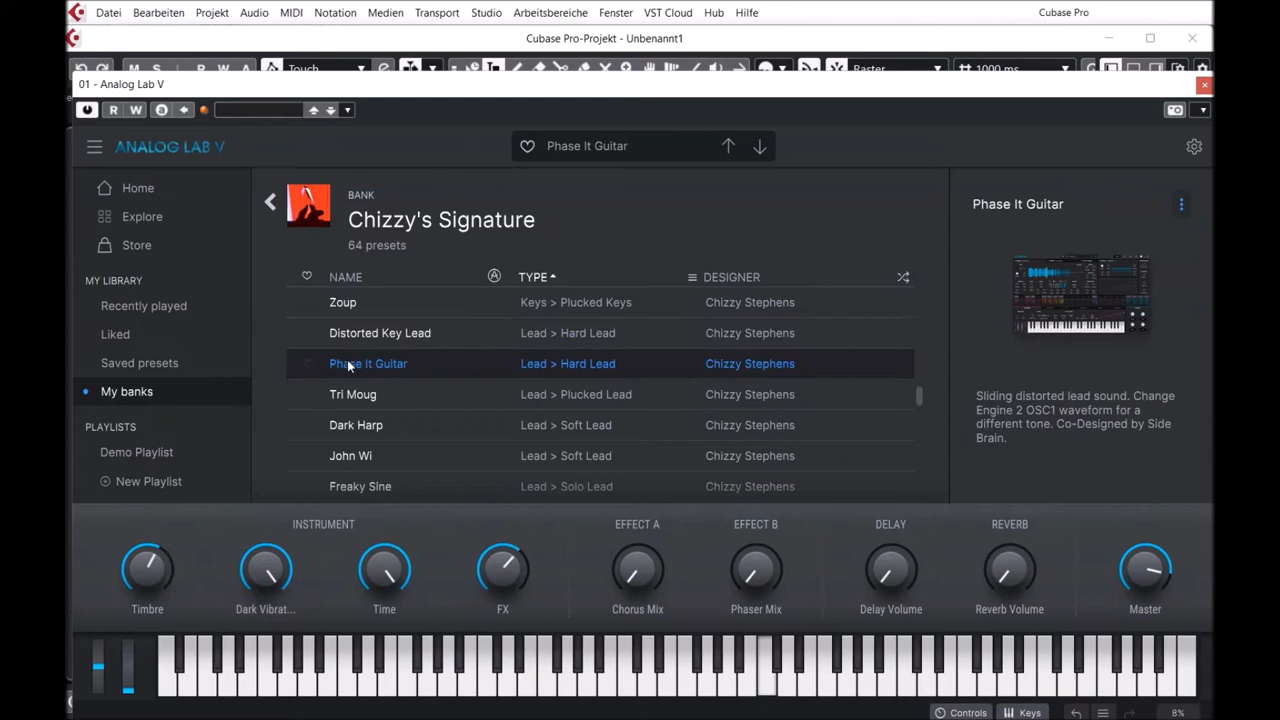 Datei Bearbeiten Projekt Audio MIDI Notation Medien Transport Studio Arbeitsbereiche Fenster VST Cloud Hub Hilfe Cubase Pro
Cubase Pro-Projekt - Unbenannt1
M S R W A Touch Raster 1000 ms
01 - Analog Lab V
R W
ANALOG LAB V Phase It Guitar
Home
Explore
Store
MY LIBRARY
Recently played
Liked
Saved presets
My banks
PLAYLISTS
Demo Playlist
New Playlist
BANK
Chizzy's Signature
64 presets
NAME TYPE DESIGNER
Zoup Keys > Plucked Keys Chizzy Stephens
Distorted Key Lead Lead > Hard Lead Chizzy Stephens
Phase It Guitar Lead > Hard Lead Chizzy Stephens
Tri Moug Lead > Plucked Lead Chizzy Stephens
Dark Harp Lead > Soft Lead Chizzy Stephens
John Wi Lead > Soft Lead Chizzy Stephens
Freaky Sine Lead > Solo Lead Chizzy Stephens
Phase It Guitar
Sliding distorted lead sound. Change
Engine 2 OSC1 waveform for a
different tone. Co-Designed by Side
Brain.
INSTRUMENT EFFECT A EFFECT B DELAY REVERB
Timbre Dark Vibrat... Time FX Chorus Mix Phaser Mix Delay Volume Reverb Volume Master
Controls Keys 8%